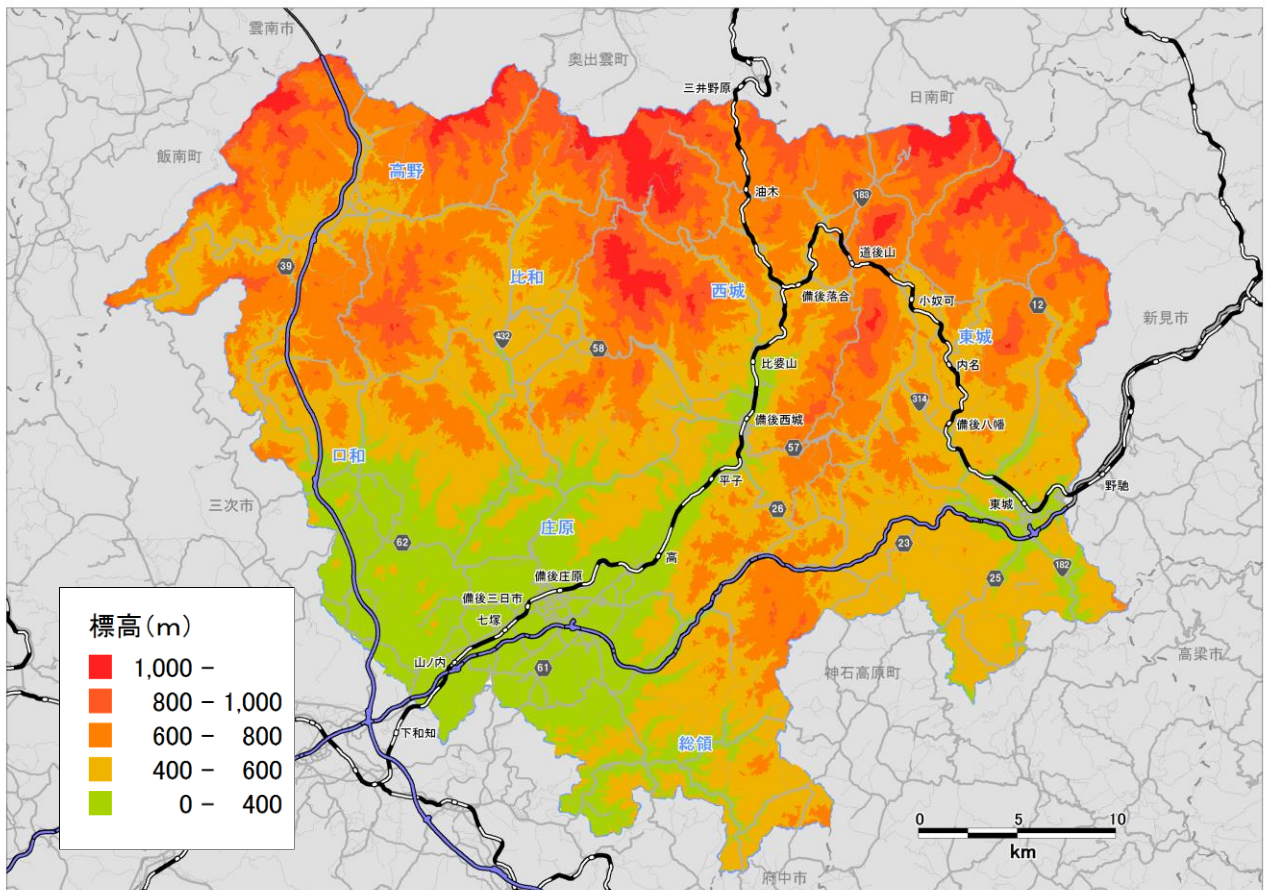 雲南市
奥出雲町
三井野原
日南町
飯南町
高野
油木
183
道後山
39
比和
西城
備後落合
小奴可
12
新見市
432
58
比婆山
東城
内名
314
備後西城
備後八幡
57
口和
平子
野馳
三次市
東城
26
庄原
62
高
23
備後庄原
25
182
備後三日市
七塚
山ノ内
61
神石高原町
高梁市
下和知
総領
府中市
標高(m)
1,000 -
800 - 1,000
600 - 800
400 - 600
0 - 400
0 5 10
km